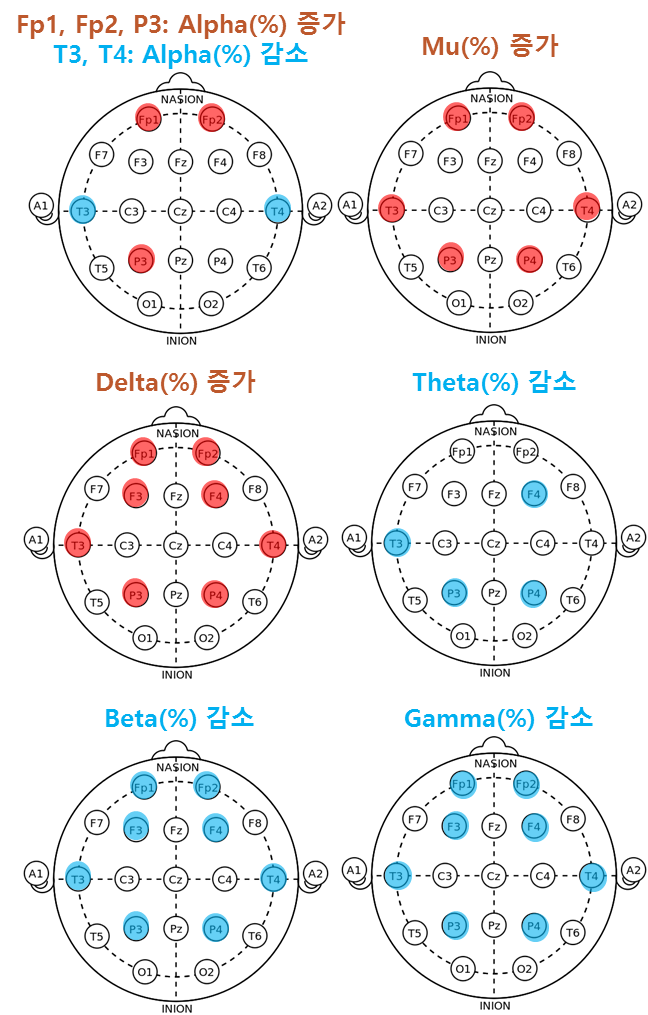 Fp1, Fp2, P3: Alpha(%) 증가
T3, T4: Alpha(%) 감소
NASION
Fp1 Fp2
F7 F3 Fz F4 F8
A1 T3 C3 Cz C4 T4 A2
T5 P3 Pz P4 T6
O1 O2
INION
Mu(%) 증가
NASION
Fp1 Fp2
F7 F3 Fz F4 F8
A1 T3 C3 Cz C4 T4 A2
T5 P3 Pz P4 T6
O1 O2
INION
Delta(%) 증가
NASION
Fp1 Fp2
F7 F3 Fz F4 F8
A1 T3 C3 Cz C4 T4 A2
T5 P3 Pz P4 T6
O1 O2
INION
Theta(%) 감소
NASION
Fp1 Fp2
F7 F3 Fz F4 F8
A1 T3 C3 Cz C4 T4 A2
T5 P3 Pz P4 T6
O1 O2
INION
Beta(%) 감소
NASION
Fp1 Fp2
F7 F3 Fz F4 F8
A1 T3 C3 Cz C4 T4 A2
T5 P3 Pz P4 T6
O1 O2
INION
Gamma(%) 감소
NASION
Fp1 Fp2
F7 F3 Fz F4 F8
A1 T3 C3 Cz C4 T4 A2
T5 P3 Pz P4 T6
O1 O2
INION